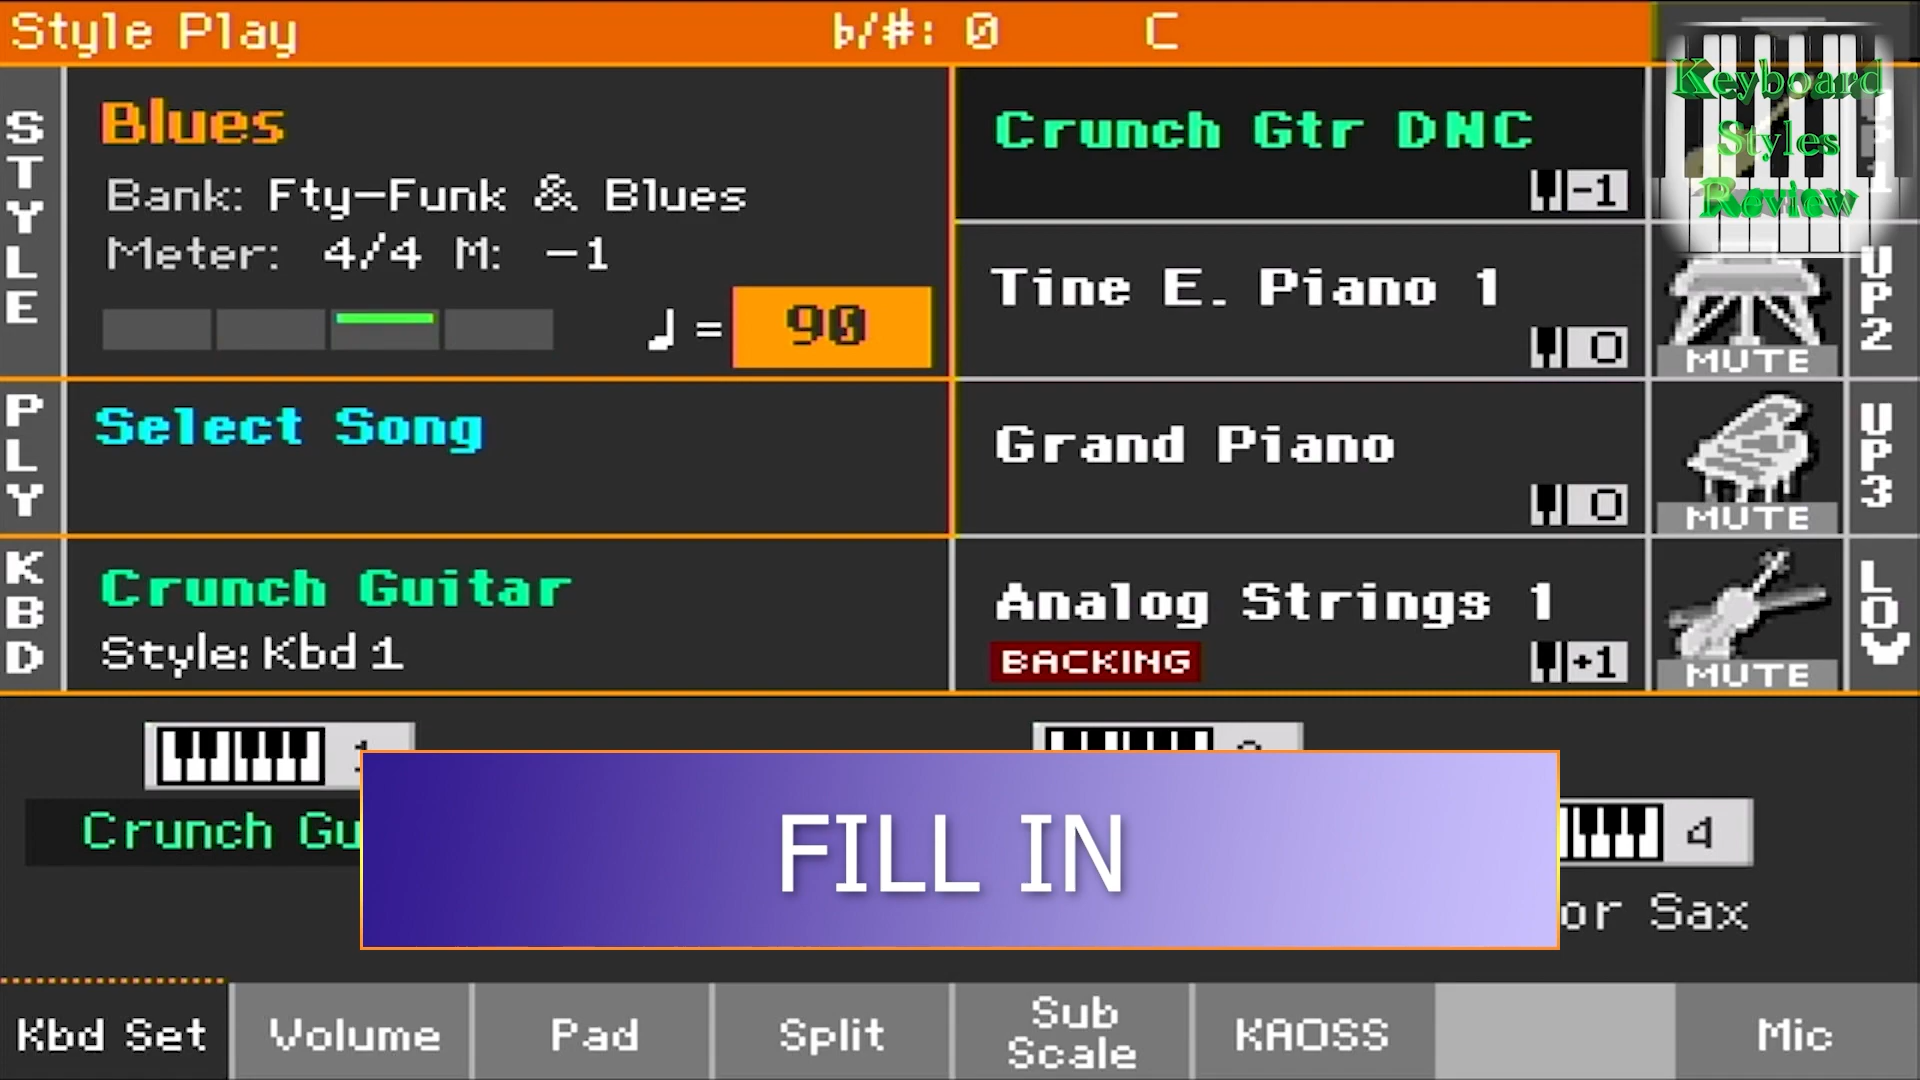 Style Play
♭/#: 0
C
Keyboard
Styles
Review
STYLE
Blues
Bank: Fty-Funk & Blues
Meter: 4/4 M: -1
♩ = 90
Crunch Gtr DNC
-1
UP1
Tine E. Piano 1
0
MUTE
UP2
PLY
Select Song
Grand Piano
0
MUTE
UP3
KBD
Crunch Guitar
Style: Kbd 1
Analog Strings 1
BACKING
+1
MUTE
LOW
1
Crunch Gu
FILL IN
4
or Sax
Kbd Set
Volume
Pad
Split
Sub
Scale
KAOSS
Mic